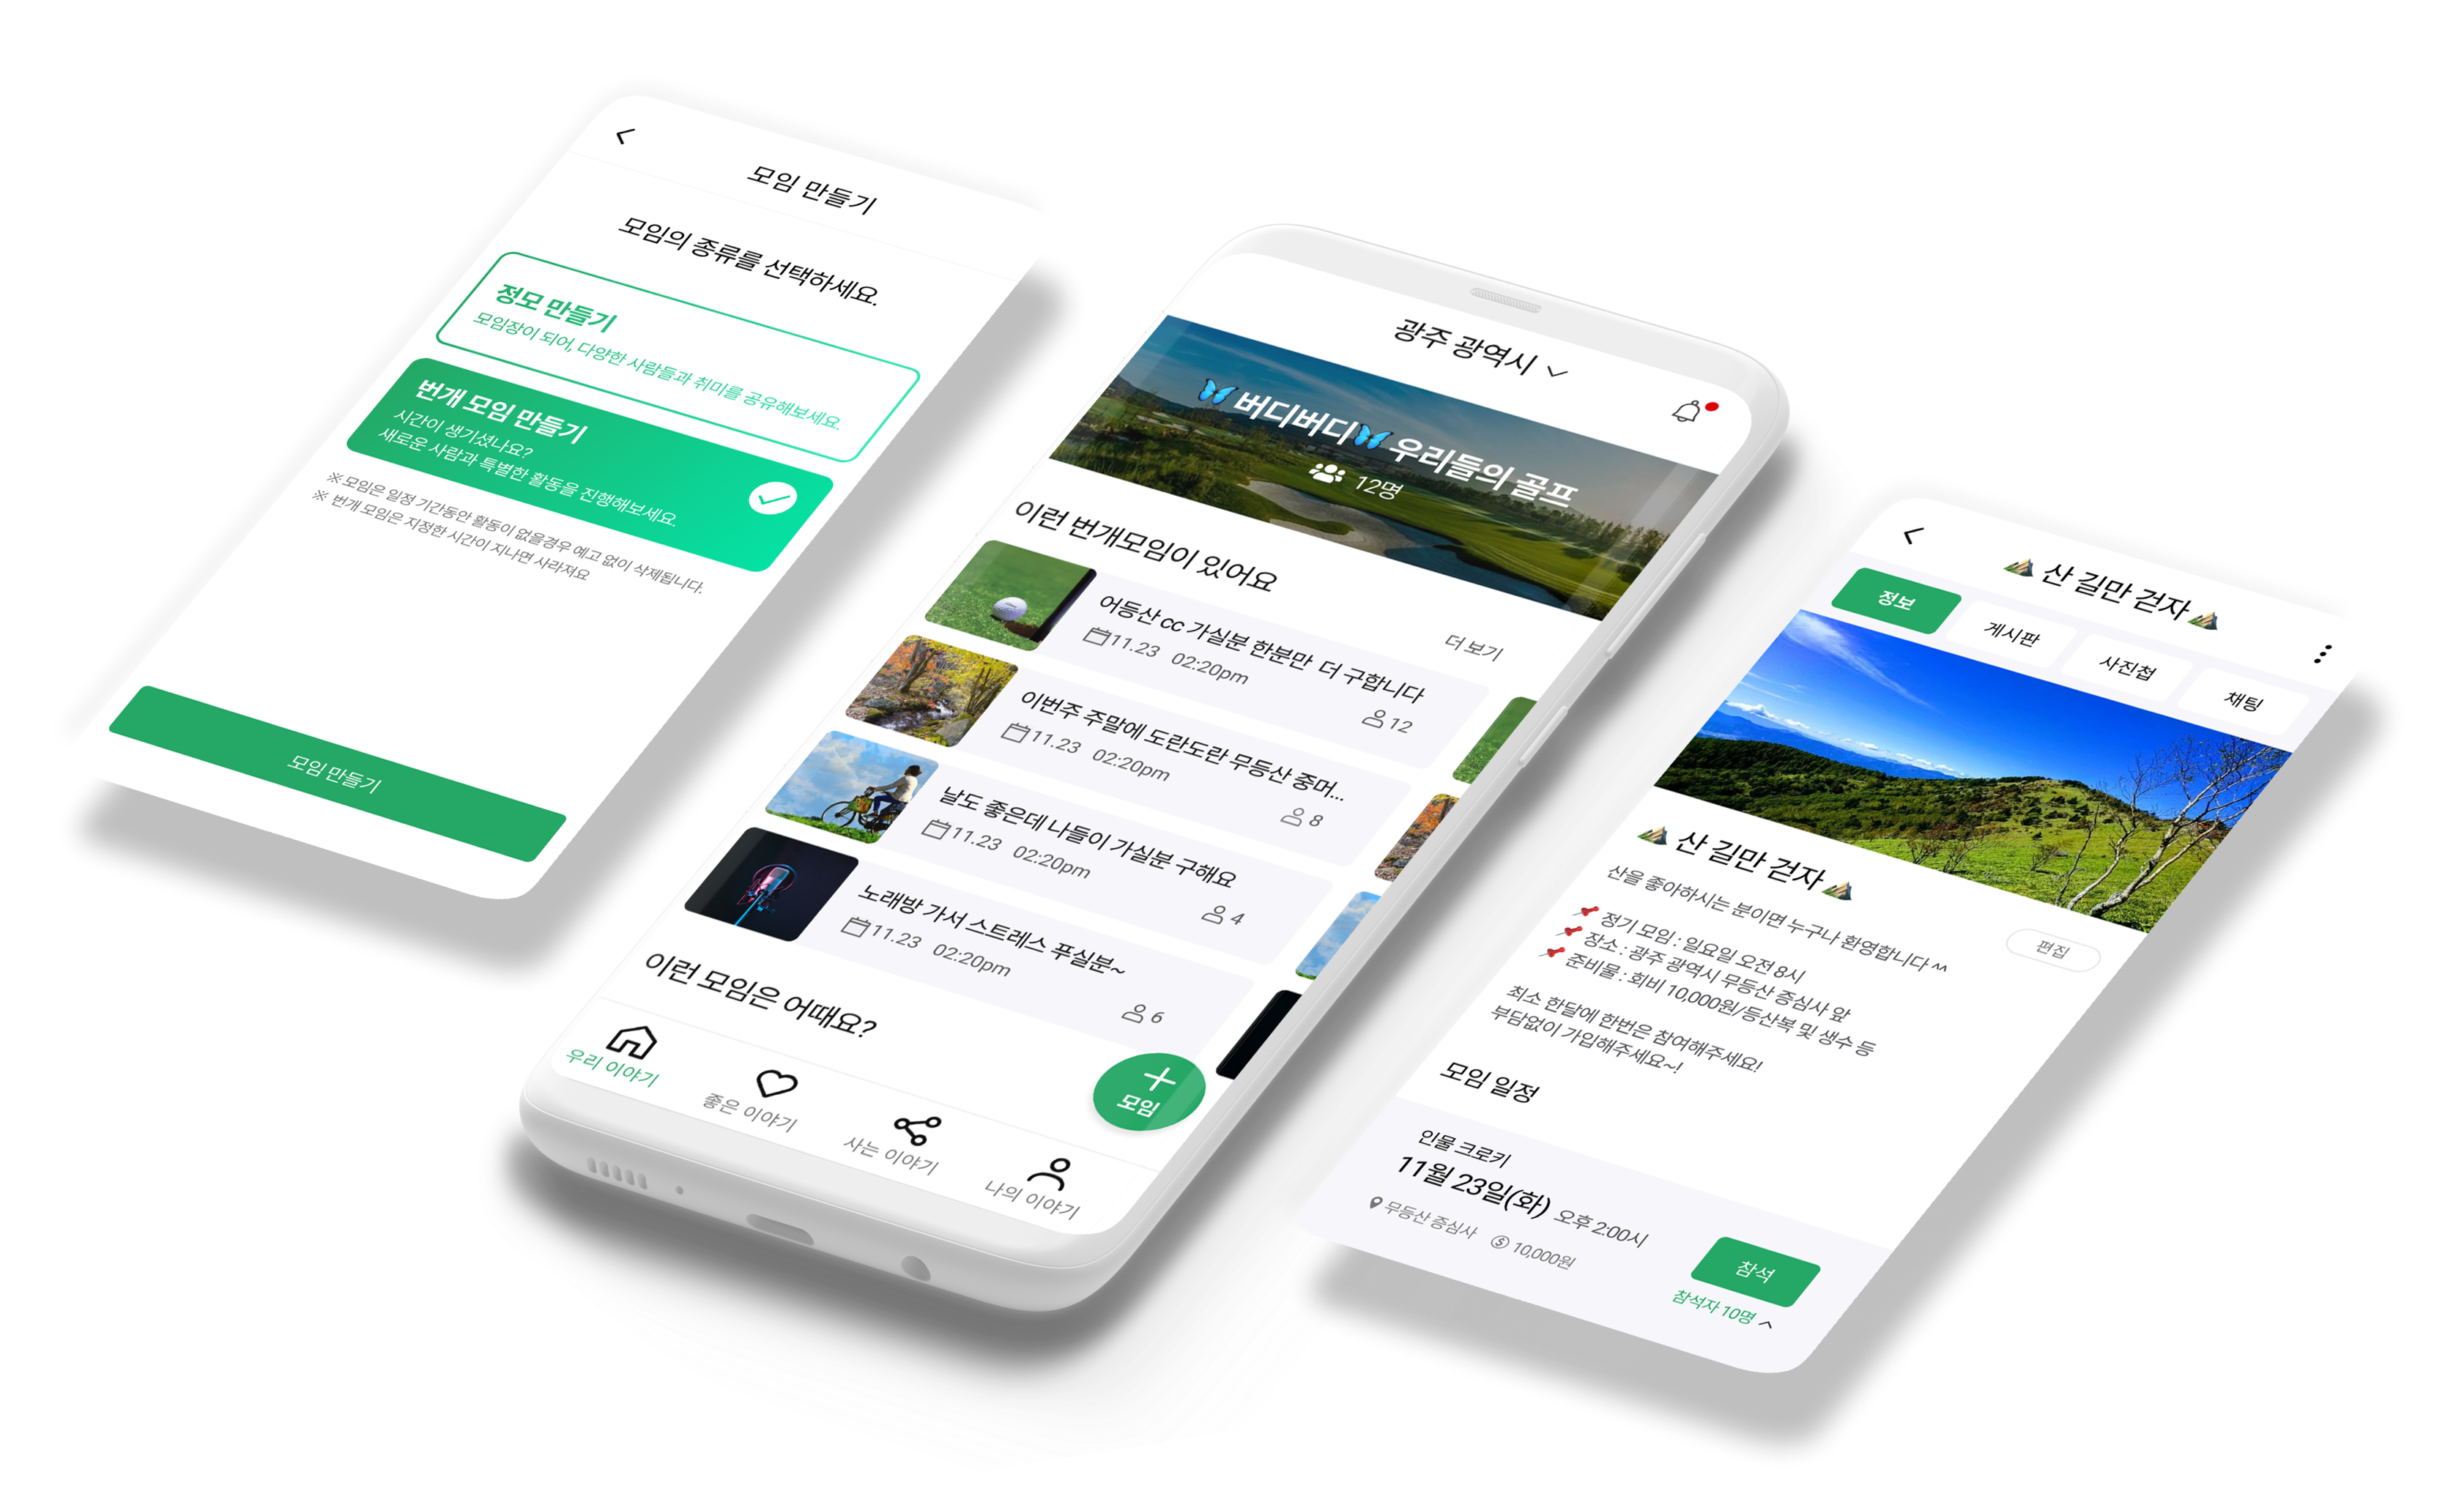 모임 만들기
모임의 종류를 선택하세요.
정모 만들기
모임장이 되어, 다양한 사람들과 취미를 공유해보세요.
번개 모임 만들기
시간이 생기셨나요?
새로운 사람과 특별한 활동을 진행해보세요.
※ 모임은 일정 기간동안 활동이 없을경우 예고 없이 삭제됩니다.
※ 번개 모임은 지정한 시간이 지나면 사라져요
모임 만들기
광주 광역시
🦋 버디버디🦋 우리들의 골프
12명
이런 번개모임이 있어요
더 보기
어등산 cc 가실분 한분만 더 구합니다
11.23 02:20pm
12
이번주 주말에 도란도란 무등산 중머...
11.23 02:20pm
8
날도 좋은데 나들이 가실분 구해요
11.23 02:20pm
4
노래방 가서 스트레스 푸실분~
11.23 02:20pm
6
이런 모임은 어때요?
모임
우리 이야기
좋은 이야기
사는 이야기
나의 이야기
⛰️ 산 길만 걷자⛰️
정보
게시판
사진첩
채팅
⛰️ 산 길만 걷자⛰️
편집
산을 좋아하시는 분이면 누구나 환영합니다 ^^
📌 정기 모임 : 일요일 오전 8시
📌 장소 : 광주 광역시 무등산 증심사 앞
📌 준비물 : 회비 10,000원/등산복 및 생수 등
최소 한달에 한번은 참여해주세요!
부담없이 가입해주세요~!
모임 일정
인물 크로키
11월 23일(화) 오후 2:00시
무등산 증심사 10,000원
참석
참석자 10명